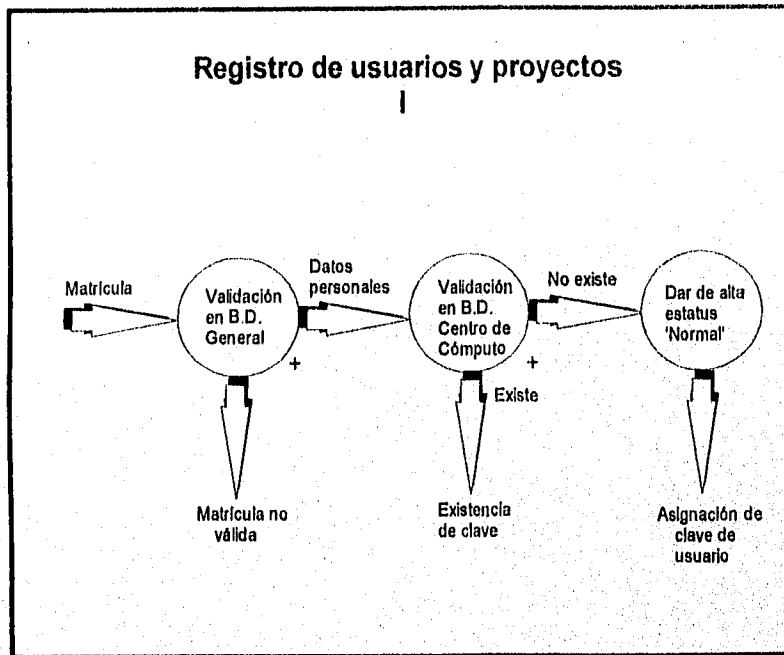 Registro de usuarios y proyectos
I
Matrícula
Validación
en B.D.
General
+
Datos
personales
Validación
en B.D.
Centro de
Cómputo
+
No existe
Dar de alta
estatus
'Normal'
Existe
Matrícula no
válida
Existencia
de clave
Asignación de
clave de
usuario